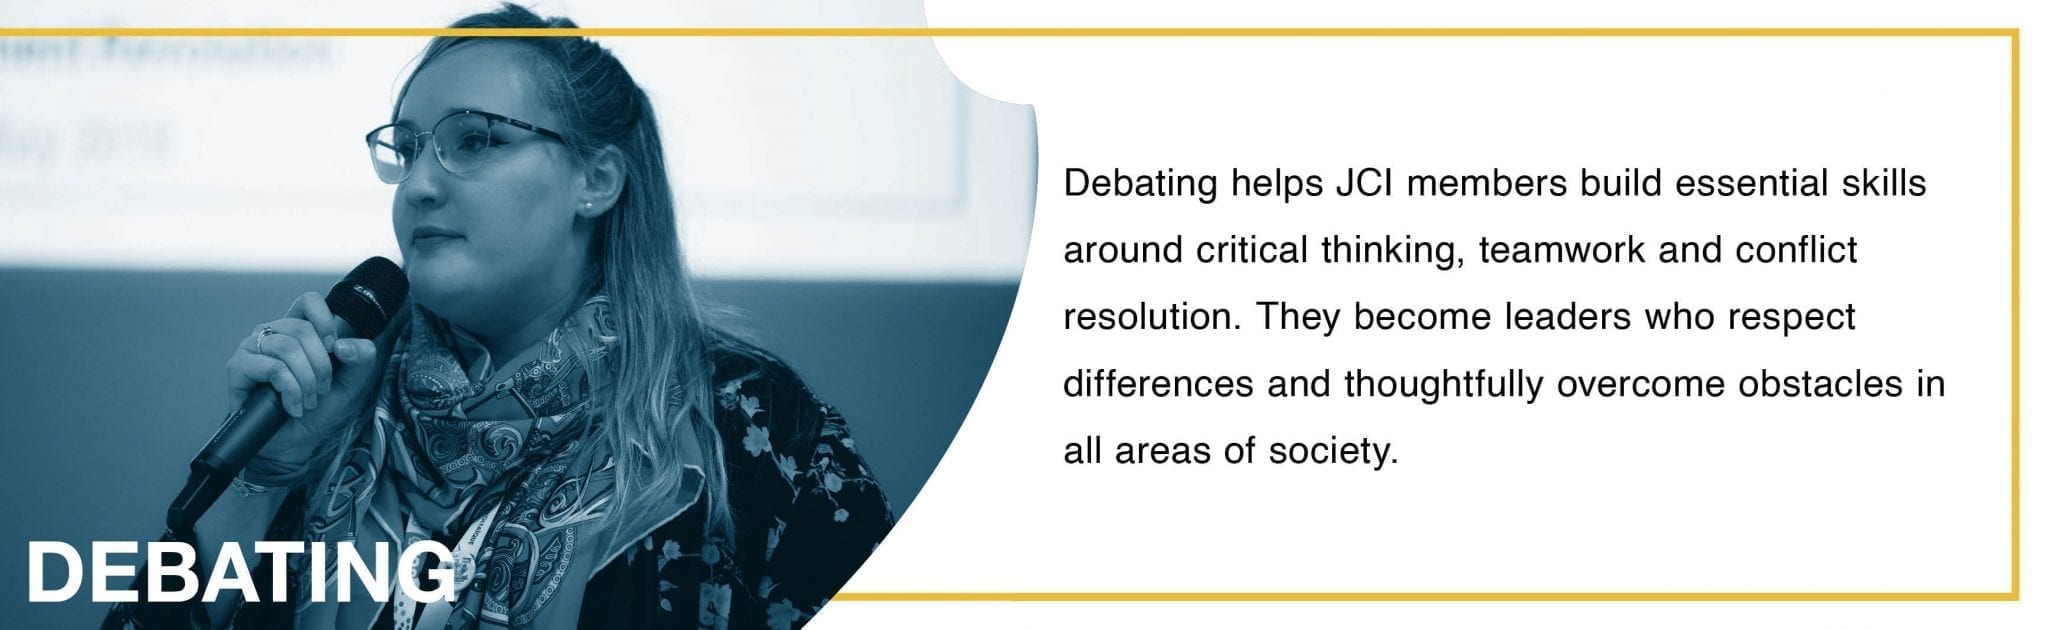 Debating helps JCI members build essential skills
around critical thinking, teamwork and conflict
resolution. They become leaders who respect
differences and thoughtfully overcome obstacles in
all areas of society.
DEBATING